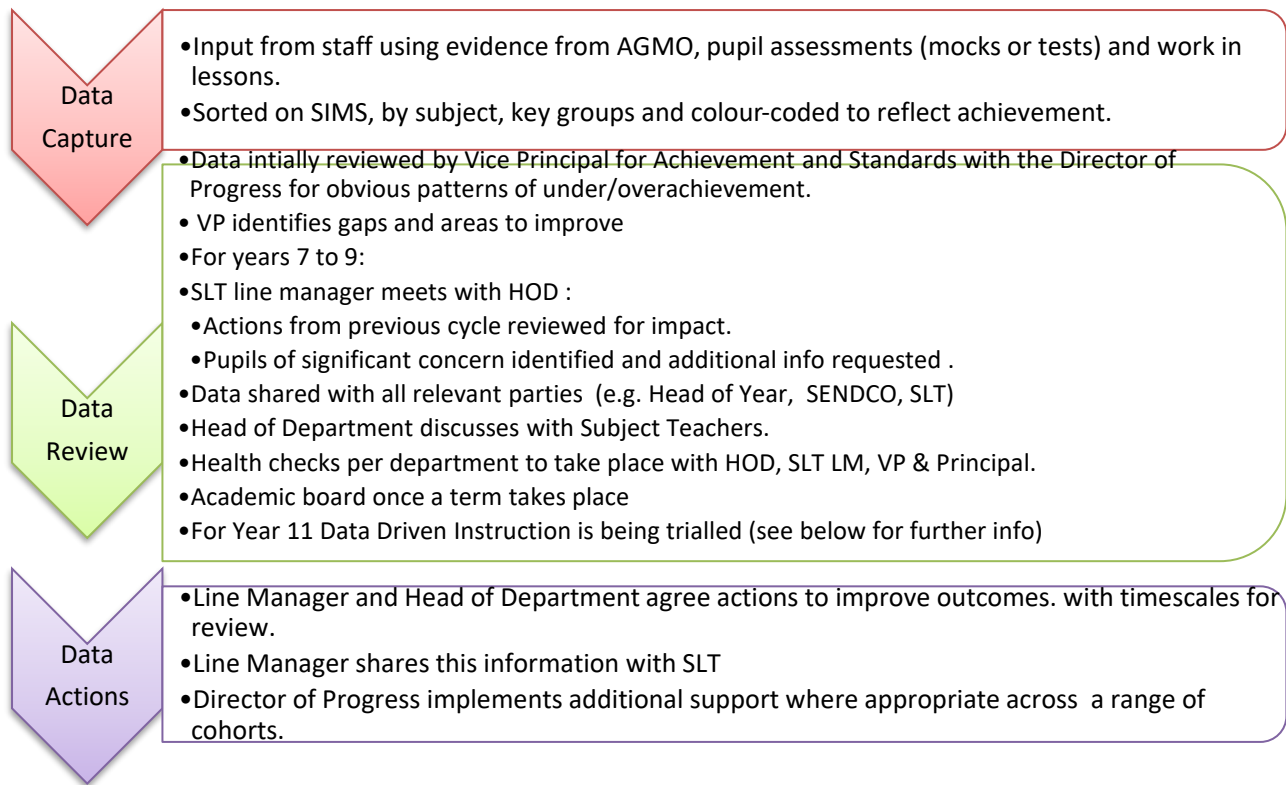 Data
Capture
•Input from staff using evidence from AGMO, pupil assessments (mocks or tests) and work in
lessons.
•Sorted on SIMS, by subject, key groups and colour-coded to reflect achievement.
Data
Review
•Data intially reviewed by Vice Principal for Achievement and Standards with the Director of
Progress for obvious patterns of under/overachievement.
• VP identifies gaps and areas to improve
•For years 7 to 9:
•SLT line manager meets with HOD :
•Actions from previous cycle reviewed for impact.
•Pupils of significant concern identified and additional info requested .
•Data shared with all relevant parties (e.g. Head of Year, SENDCO, SLT)
•Head of Department discusses with Subject Teachers.
•Health checks per department to take place with HOD, SLT LM, VP & Principal.
•Academic board once a term takes place
•For Year 11 Data Driven Instruction is being trialled (see below for further info)
Data
Actions
•Line Manager and Head of Department agree actions to improve outcomes. with timescales for
review.
•Line Manager shares this information with SLT
•Director of Progress implements additional support where appropriate across a range of
cohorts.